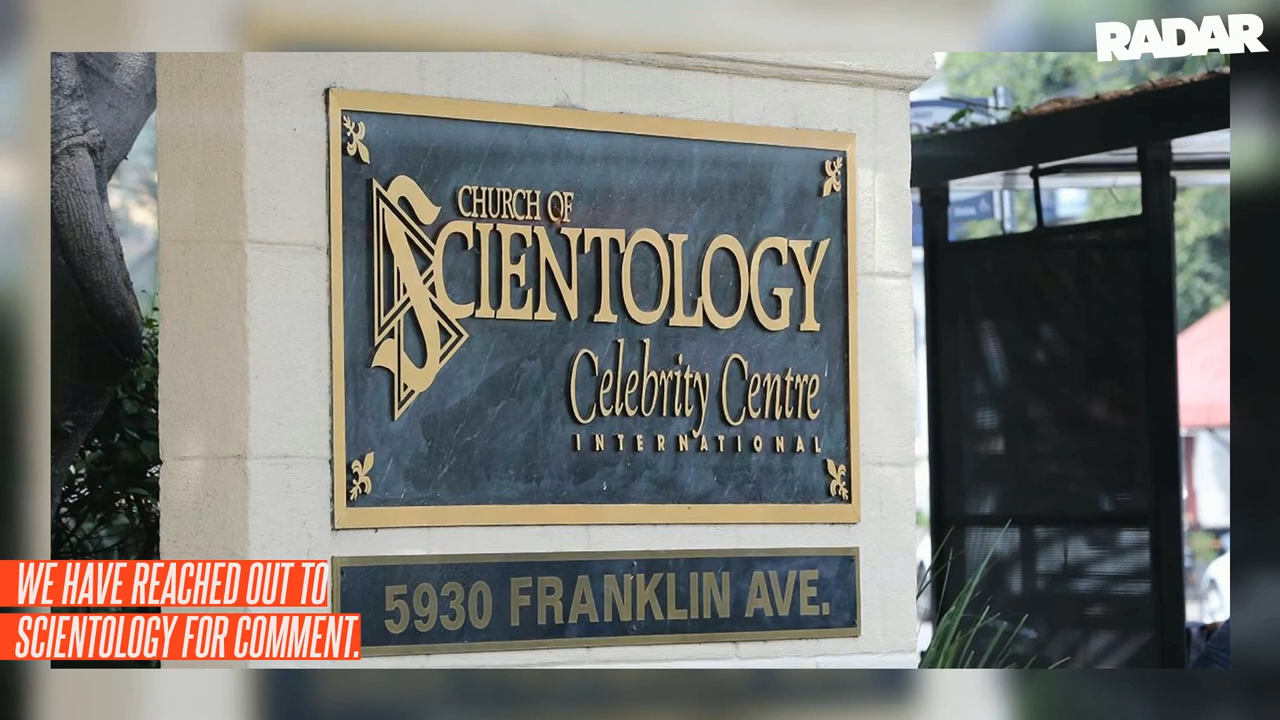 RADAR
CHURCH OF
SCIENTOLOGY
Celebrity Centre
INTERNATIONAL
5930 FRANKLIN AVE.
WE HAVE REACHED OUT TO
SCIENTOLOGY FOR COMMENT.